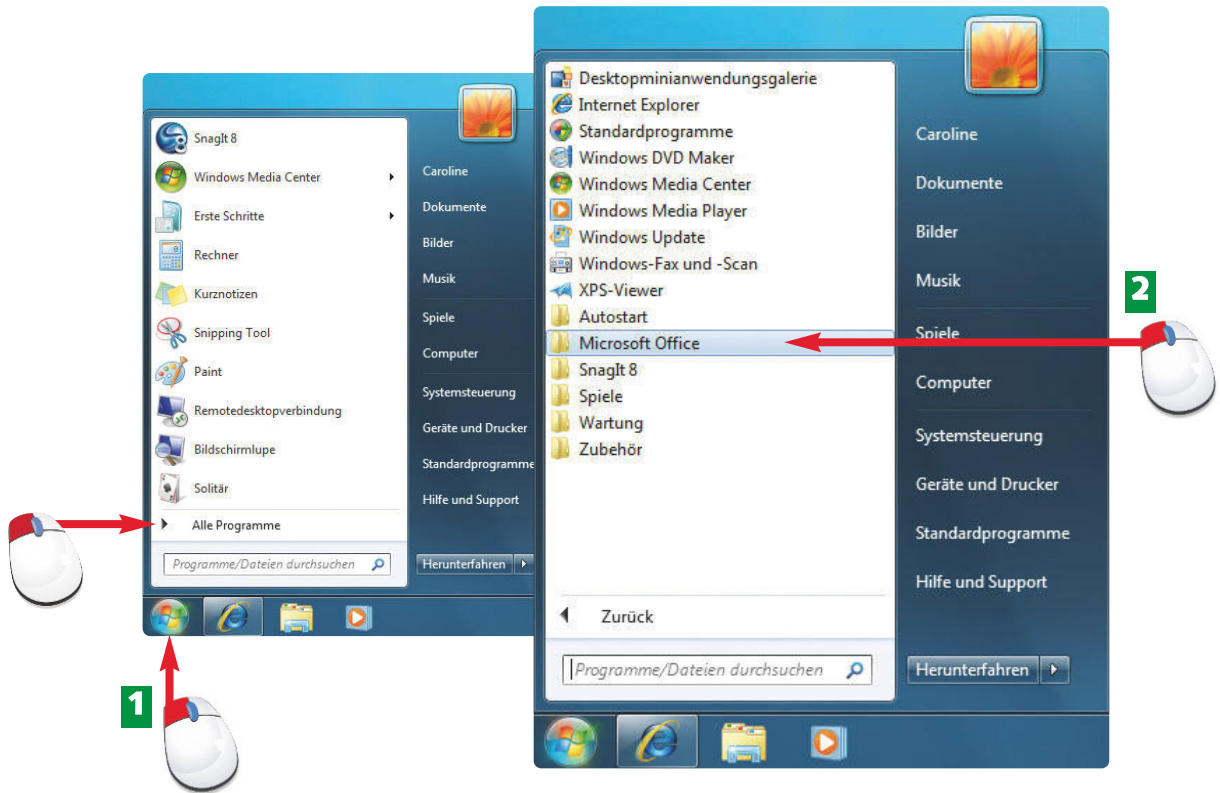 SnagIt 8
Windows Media Center
Erste Schritte
Rechner
Kurznotizen
Snipping Tool
Paint
Remotedesktopverbindung
Bildschirmlupe
Solitär
Alle Programme
Programme/Dateien durchsuchen
Caroline
Dokumente
Bilder
Musik
Spiele
Computer
Systemsteuerung
Geräte und Drucker
Standardprogramme
Hilfe und Support
Herunterfahren
1
Desktopminianwendungsgalerie
Internet Explorer
Standardprogramme
Windows DVD Maker
Windows Media Center
Windows Media Player
Windows Update
Windows-Fax und -Scan
XPS-Viewer
Autostart
Microsoft Office
SnagIt 8
Spiele
Wartung
Zubehör
Zurück
Programme/Dateien durchsuchen
Caroline
Dokumente
Bilder
Musik
Spiele
Computer
Systemsteuerung
Geräte und Drucker
Standardprogramme
Hilfe und Support
Herunterfahren
2